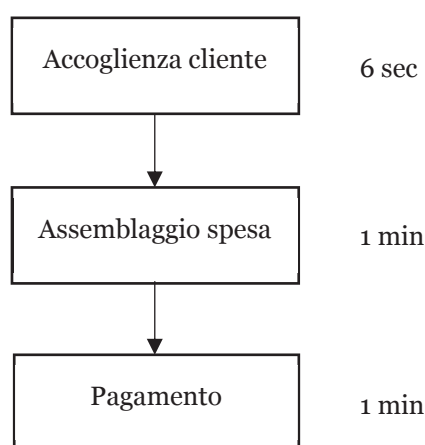 Accoglienza cliente 6 sec
Assemblaggio spesa 1 min
Pagamento 1 min